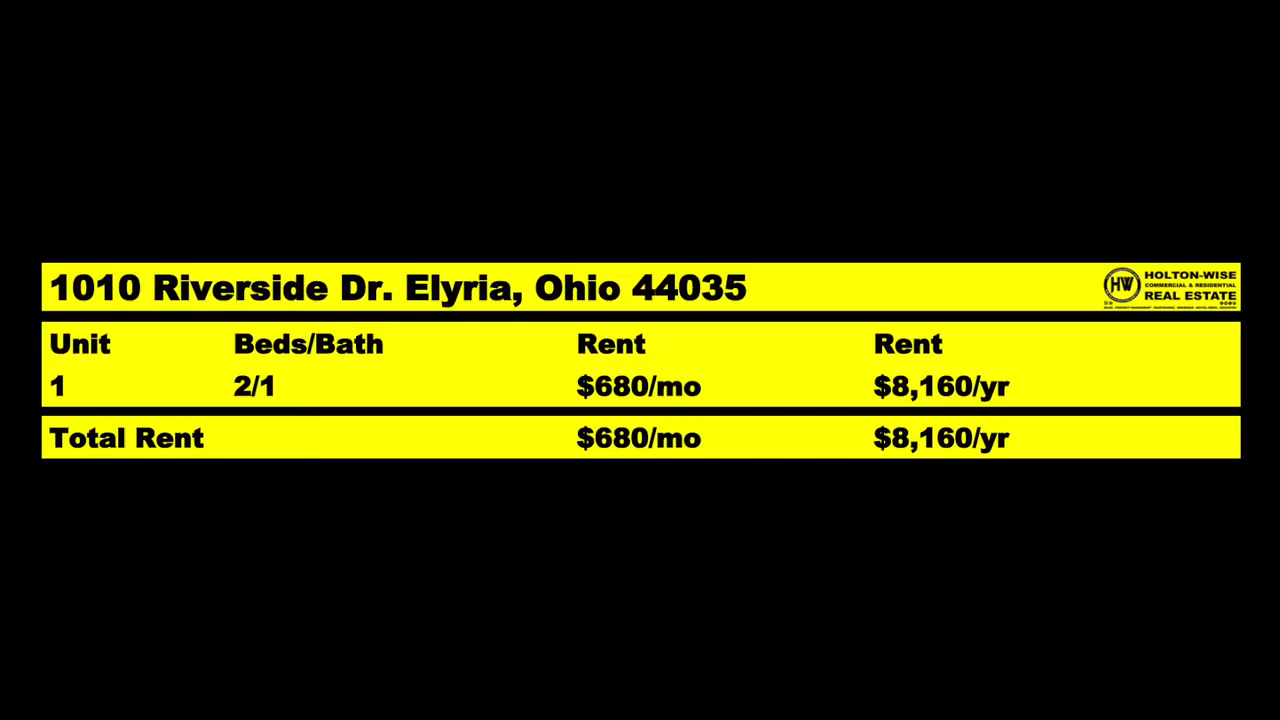 1010 Riverside Dr. Elyria, Ohio 44035
HW
HOLTON-WISE
COMMERCIAL & RESIDENTIAL
REAL ESTATE
Unit Beds/Bath Rent Rent
1 2/1 $680/mo $8,160/yr
Total Rent $680/mo $8,160/yr